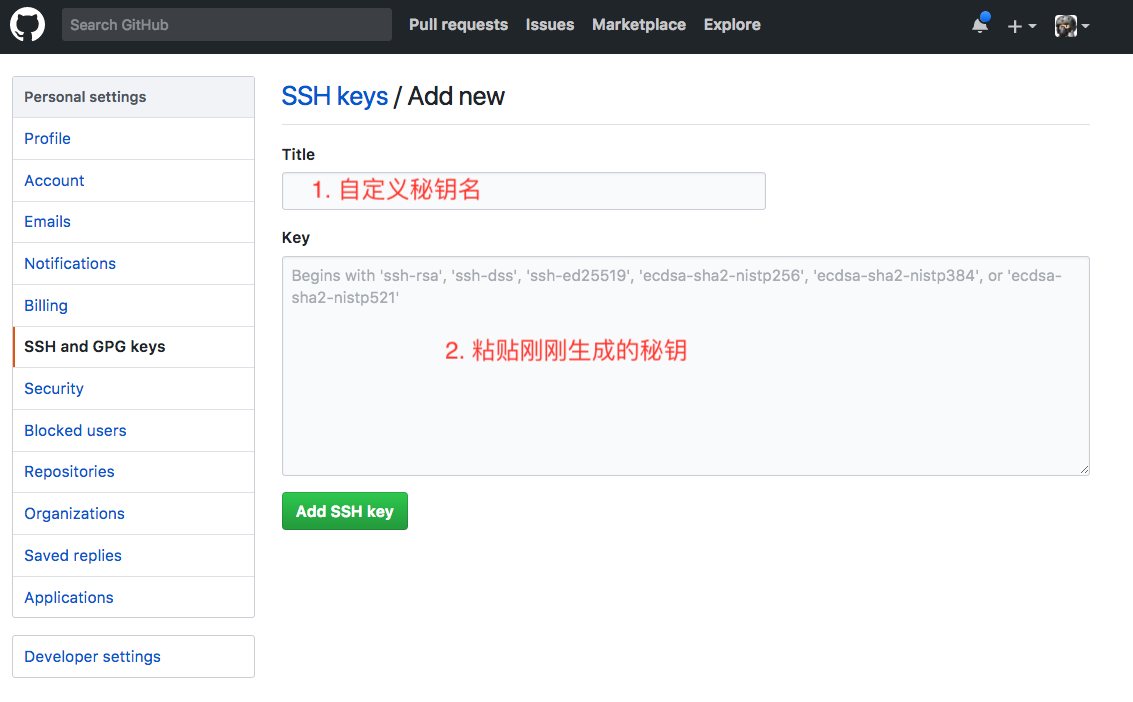 Search GitHub
Pull requests
Issues
Marketplace
Explore
Personal settings
Profile
Account
Emails
Notifications
Billing
SSH and GPG keys
Security
Blocked users
Repositories
Organizations
Saved replies
Applications
Developer settings
SSH keys / Add new
Title
1. 自定义秘钥名
Key
Begins with 'ssh-rsa', 'ssh-dss', 'ssh-ed25519', 'ecdsa-sha2-nistp256', 'ecdsa-sha2-nistp384', or 'ecdsa-
sha2-nistp521'
2. 粘贴刚刚生成的秘钥
Add SSH key